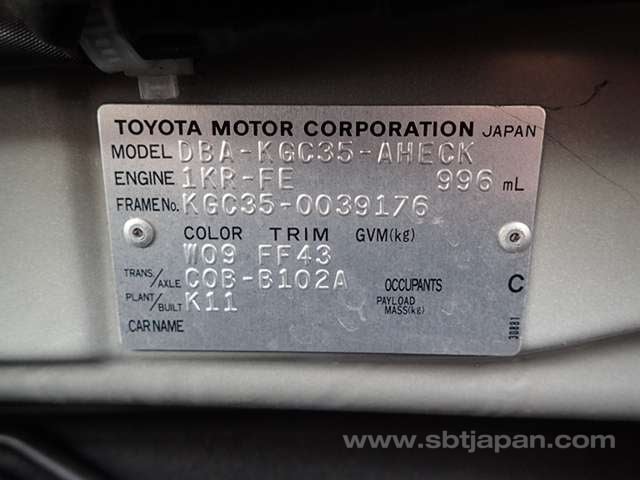 TOYOTA MOTOR CORPORATION JAPAN
MODEL DBA-KGC35-AHECK
ENGINE 1KR-FE 996 mL
FRAME No. KGC35-0039176
COLOR TRIM GVM(kg)
W09 FF43
TRANS./AXLE C0B-B102A OCCUPANTS C
PLANT/BUILT K11 PAYLOAD MASS(kg)
CAR NAME
30881
www.sbtjapan.com